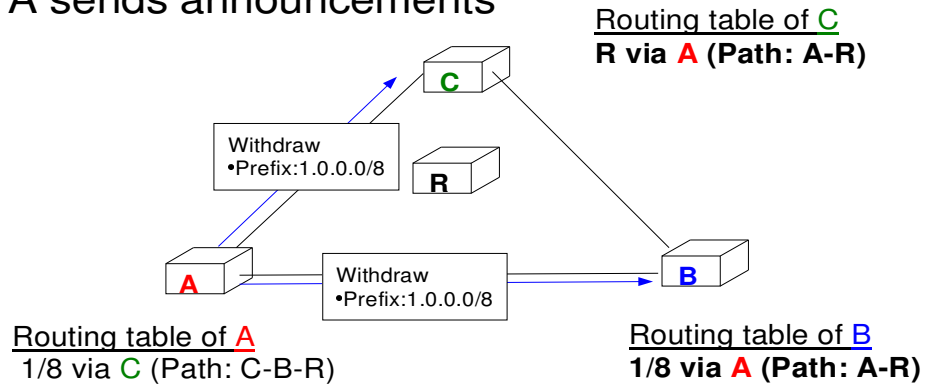 A sends announcements
Routing table of C
R via A (Path: A-R)
C
Withdraw
•Prefix:1.0.0.0/8
R
A
Withdraw
•Prefix:1.0.0.0/8
B
Routing table of A
1/8 via C (Path: C-B-R)
Routing table of B
1/8 via A (Path: A-R)